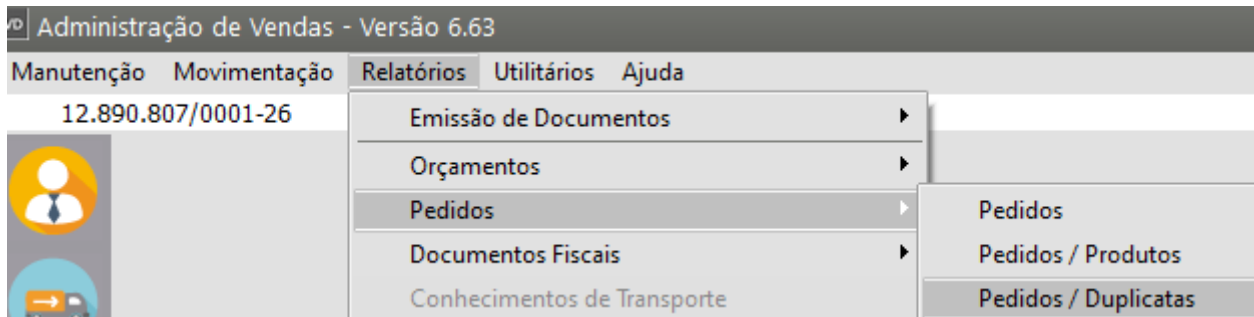 Administração de Vendas - Versão 6.63
Manutenção Movimentação Relatórios Utilitários Ajuda
12.890.807/0001-26
Emissão de Documentos
Orçamentos
Pedidos
Documentos Fiscais
Conhecimentos de Transporte
Pedidos
Pedidos / Produtos
Pedidos / Duplicatas